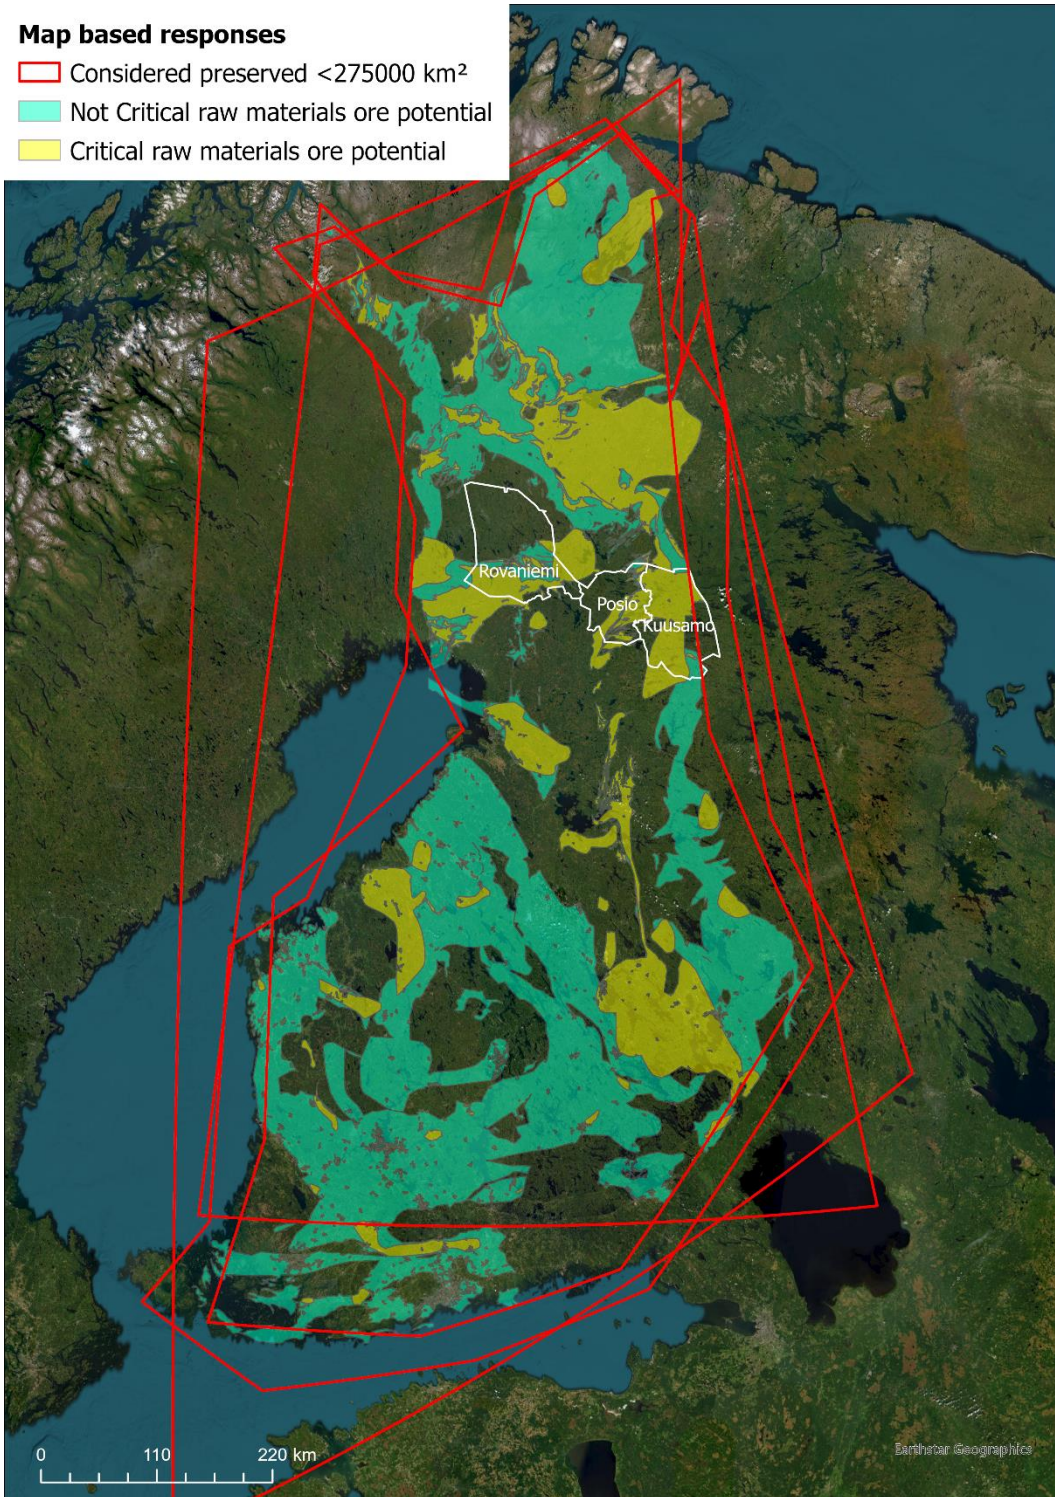 Map based responses
Considered preserved <275000 km²
Not Critical raw materials ore potential
Critical raw materials ore potential
Rovaniemi
Posio
Kuusamo
0 110 220 km
Earthstar Geographics